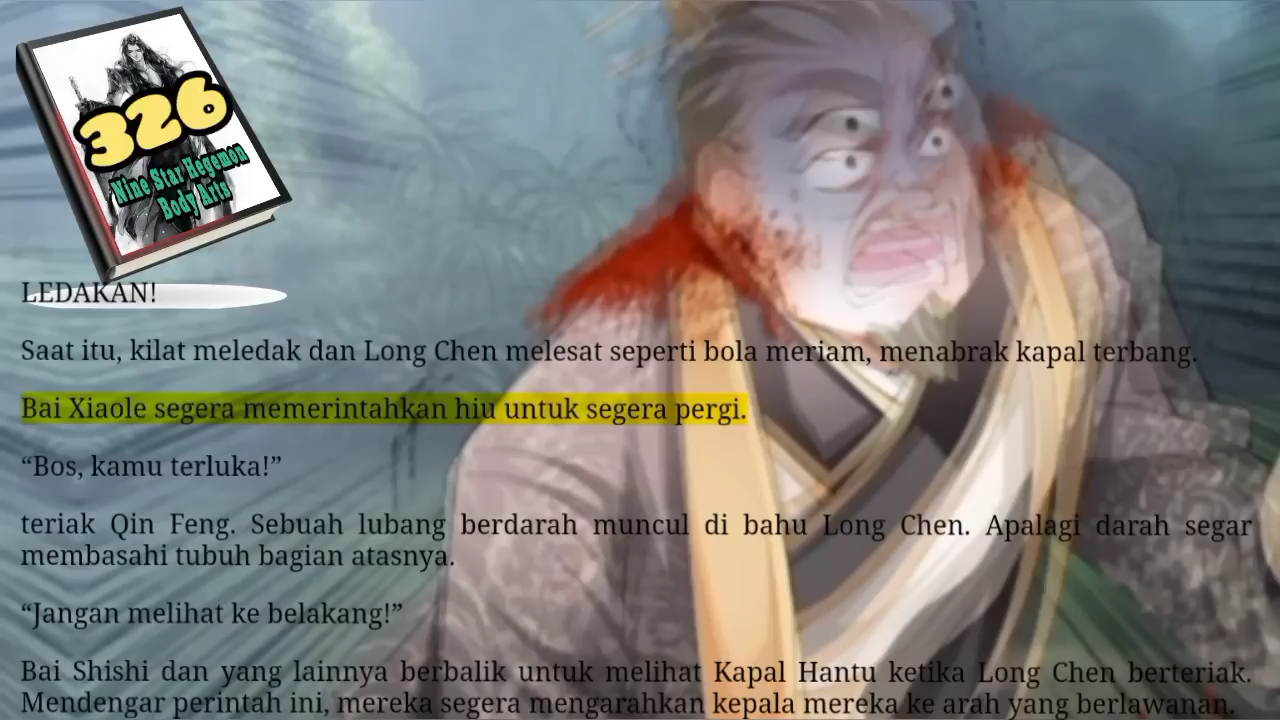 326
Nine Star Hegemon
Body Arts
LEDAKAN!
Saat itu, kilat meledak dan Long Chen melesat seperti bola meriam, menabrak kapal terbang.
Bai Xiaole segera memerintahkan hiu untuk segera pergi.
“Bos, kamu terluka!”
teriak Qin Feng. Sebuah lubang berdarah muncul di bahu Long Chen. Apalagi darah segar
membasahi tubuh bagian atasnya.
“Jangan melihat ke belakang!”
Bai Shishi dan yang lainnya berbalik untuk melihat Kapal Hantu ketika Long Chen berteriak.
Mendengar perintah ini, mereka segera mengarahkan kepala mereka ke arah yang berlawanan.